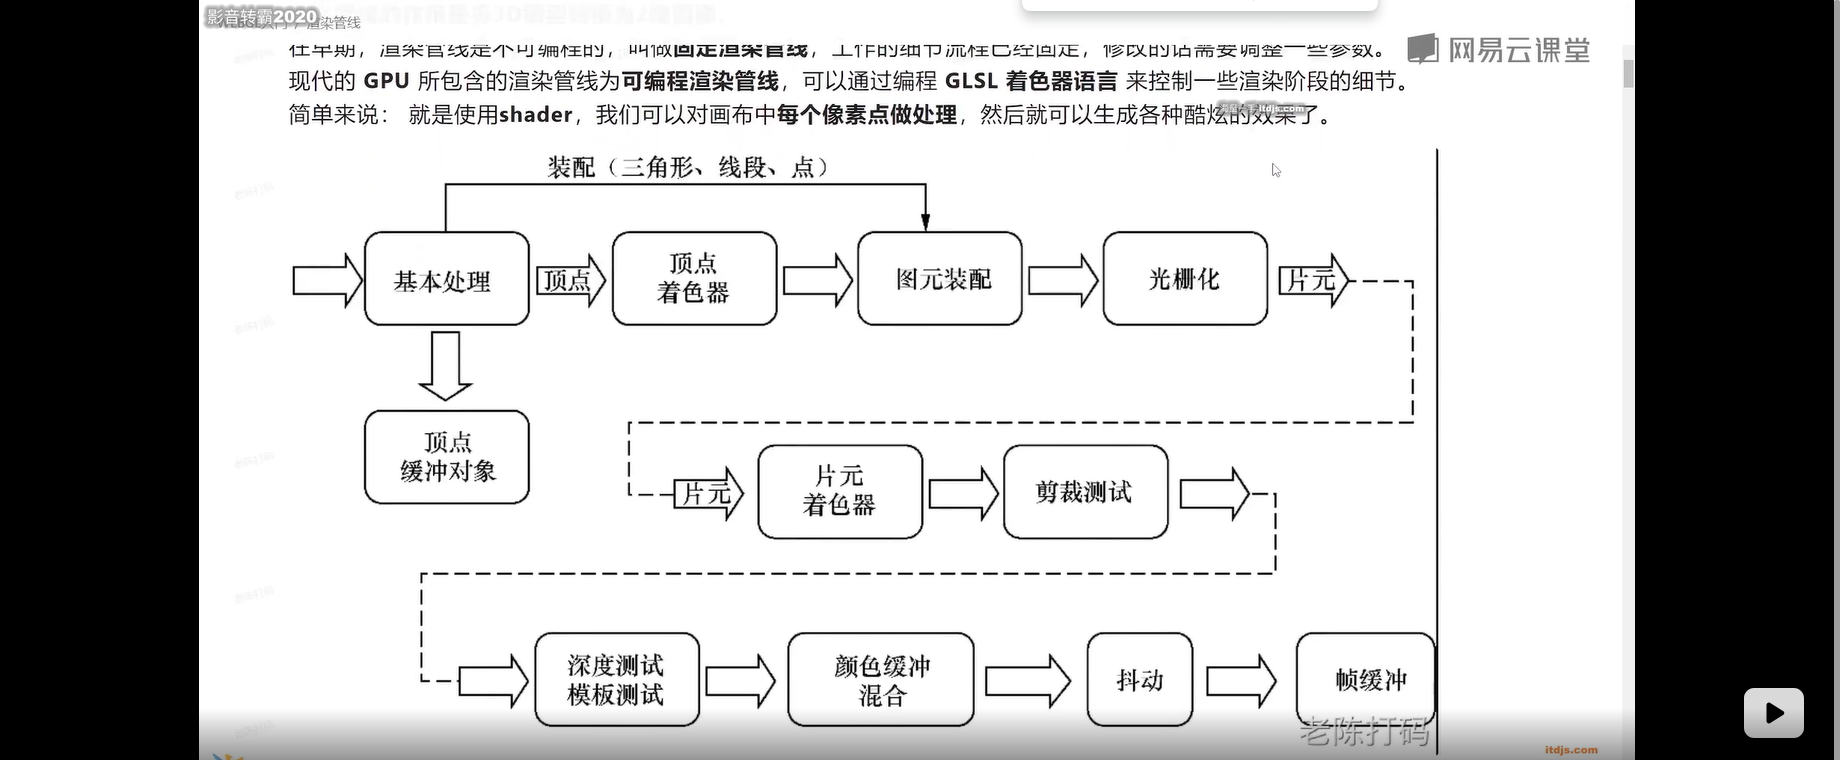 影音转霸2020
渲染管线
在早期，渲染管线是不可编程的，叫做固定渲染管线，工作的细节流程已经固定，修改的话需要调整一些参数。
网易云课堂
现代的 GPU 所包含的渲染管线为可编程渲染管线，可以通过编程 GLSL 着色器语言 来控制一些渲染阶段的细节。
简单来说： 就是使用shader，我们可以对画布中每个像素点做处理，然后就可以生成各种酷炫的效果了。
itdjs.com
装配（三角形、线段、点）
基本处理
顶点
顶点
着色器
图元装配
光栅化
片元
顶点
缓冲对象
片元
片元
着色器
剪裁测试
深度测试
模板测试
颜色缓冲
混合
抖动
帧缓冲
老陈打码
itdjs.com